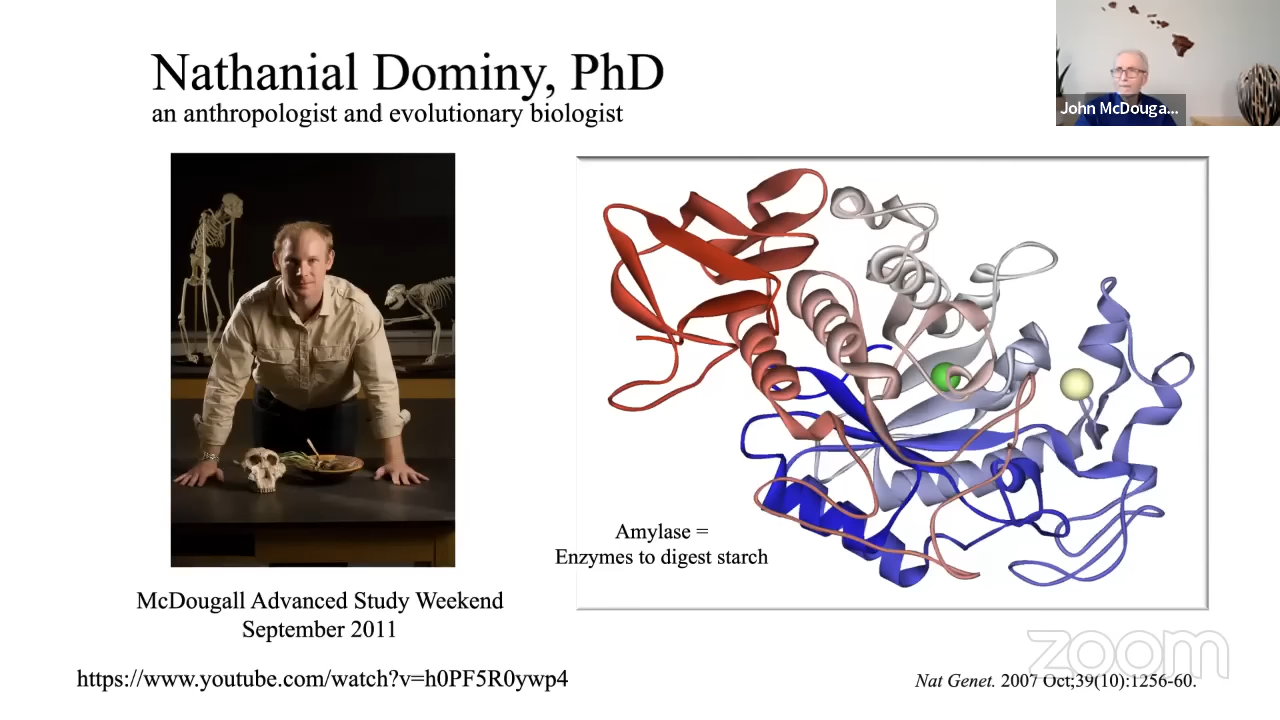 Nathanial Dominy, PhD
an anthropologist and evolutionary biologist
John McDouga...
Amylase =
Enzymes to digest starch
McDougall Advanced Study Weekend
September 2011
https://www.youtube.com/watch?v=h0PF5R0ywp4
zoom
Nat Genet. 2007 Oct;39(10):1256-60.